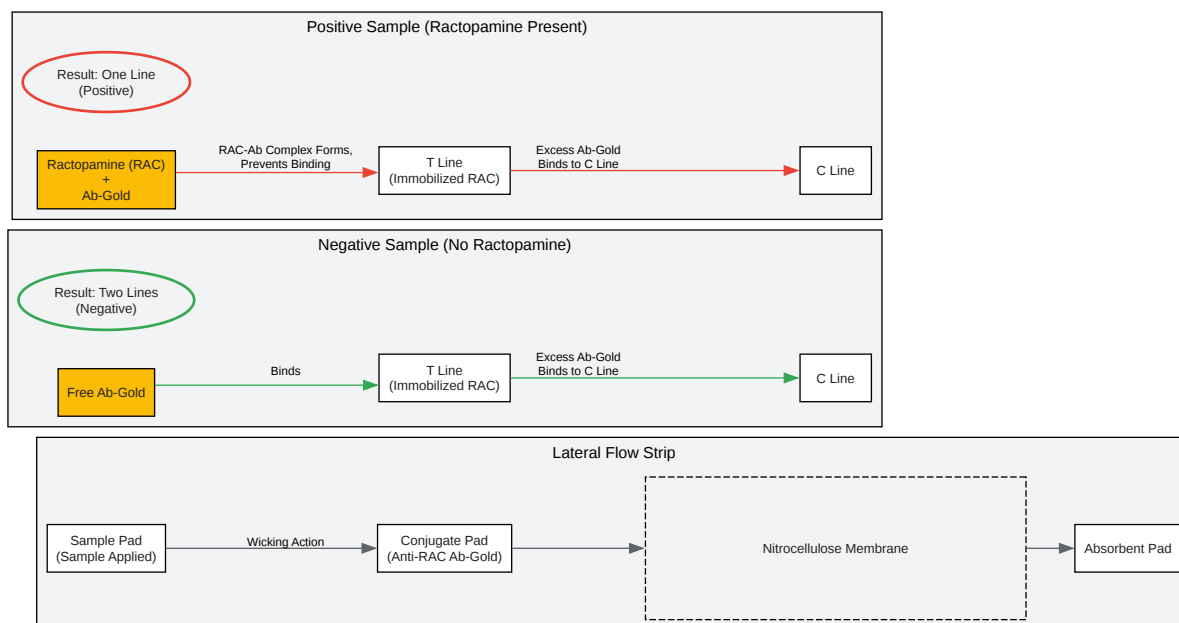 Positive Sample (Ractopamine Present)
Result: One Line
(Positive)
Ractopamine (RAC)
+
Ab-Gold
RAC-Ab Complex Forms,
Prevents Binding
T Line
(Immobilized RAC)
Excess Ab-Gold
Binds to C Line
C Line
Negative Sample (No Ractopamine)
Result: Two Lines
(Negative)
Free Ab-Gold
Binds
T Line
(Immobilized RAC)
Excess Ab-Gold
Binds to C Line
C Line
Lateral Flow Strip
Sample Pad
(Sample Applied)
Wicking Action
Conjugate Pad
(Anti-RAC Ab-Gold)
Nitrocellulose Membrane
Absorbent Pad